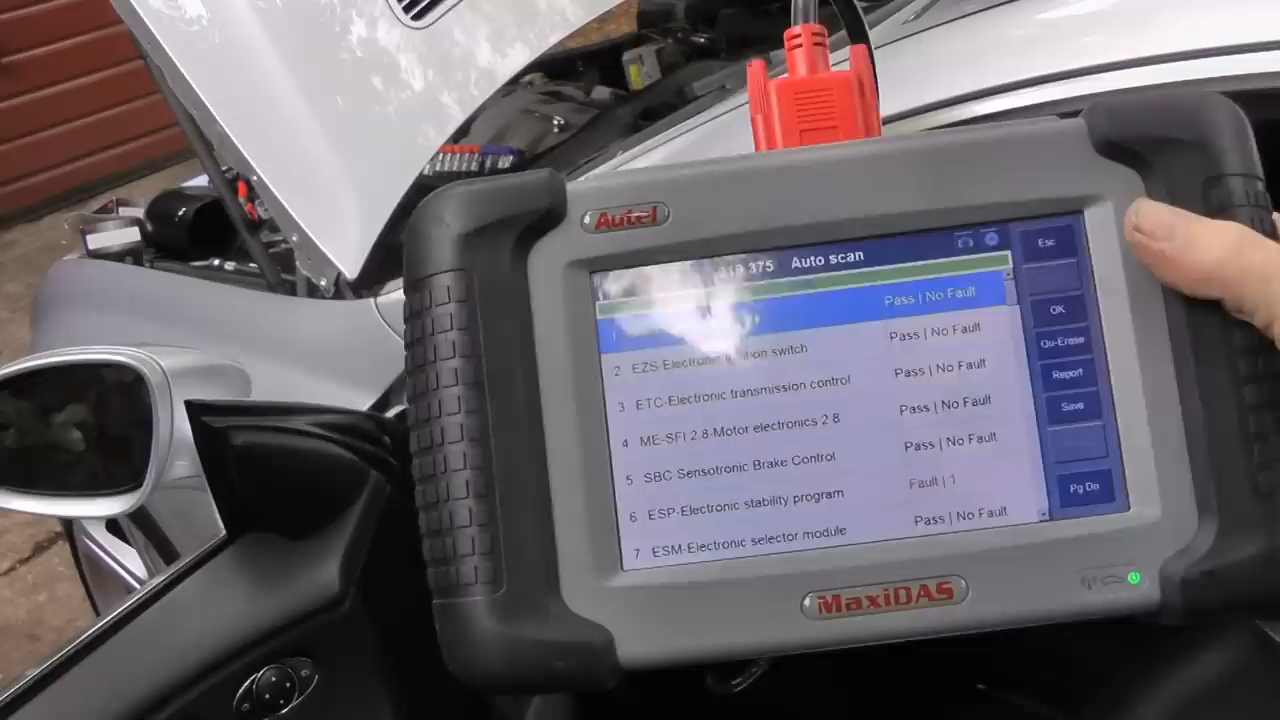 Autel
319 375 Auto scan
Esc
Pass | No Fault
2 EZS-Electronic ignition switch Pass | No Fault
OK
3 ETC-Electronic transmission control Pass | No Fault
Qu-Erase
4 ME-SFI 2 8-Motor electronics 2 8 Pass | No Fault
Report
5 SBC-Sensotronic Brake Control Pass | No Fault
Save
6 ESP-Electronic stability program Fault | 1
Pg Dn
7 ESM-Electronic selector module Pass | No Fault
MaxiDAS